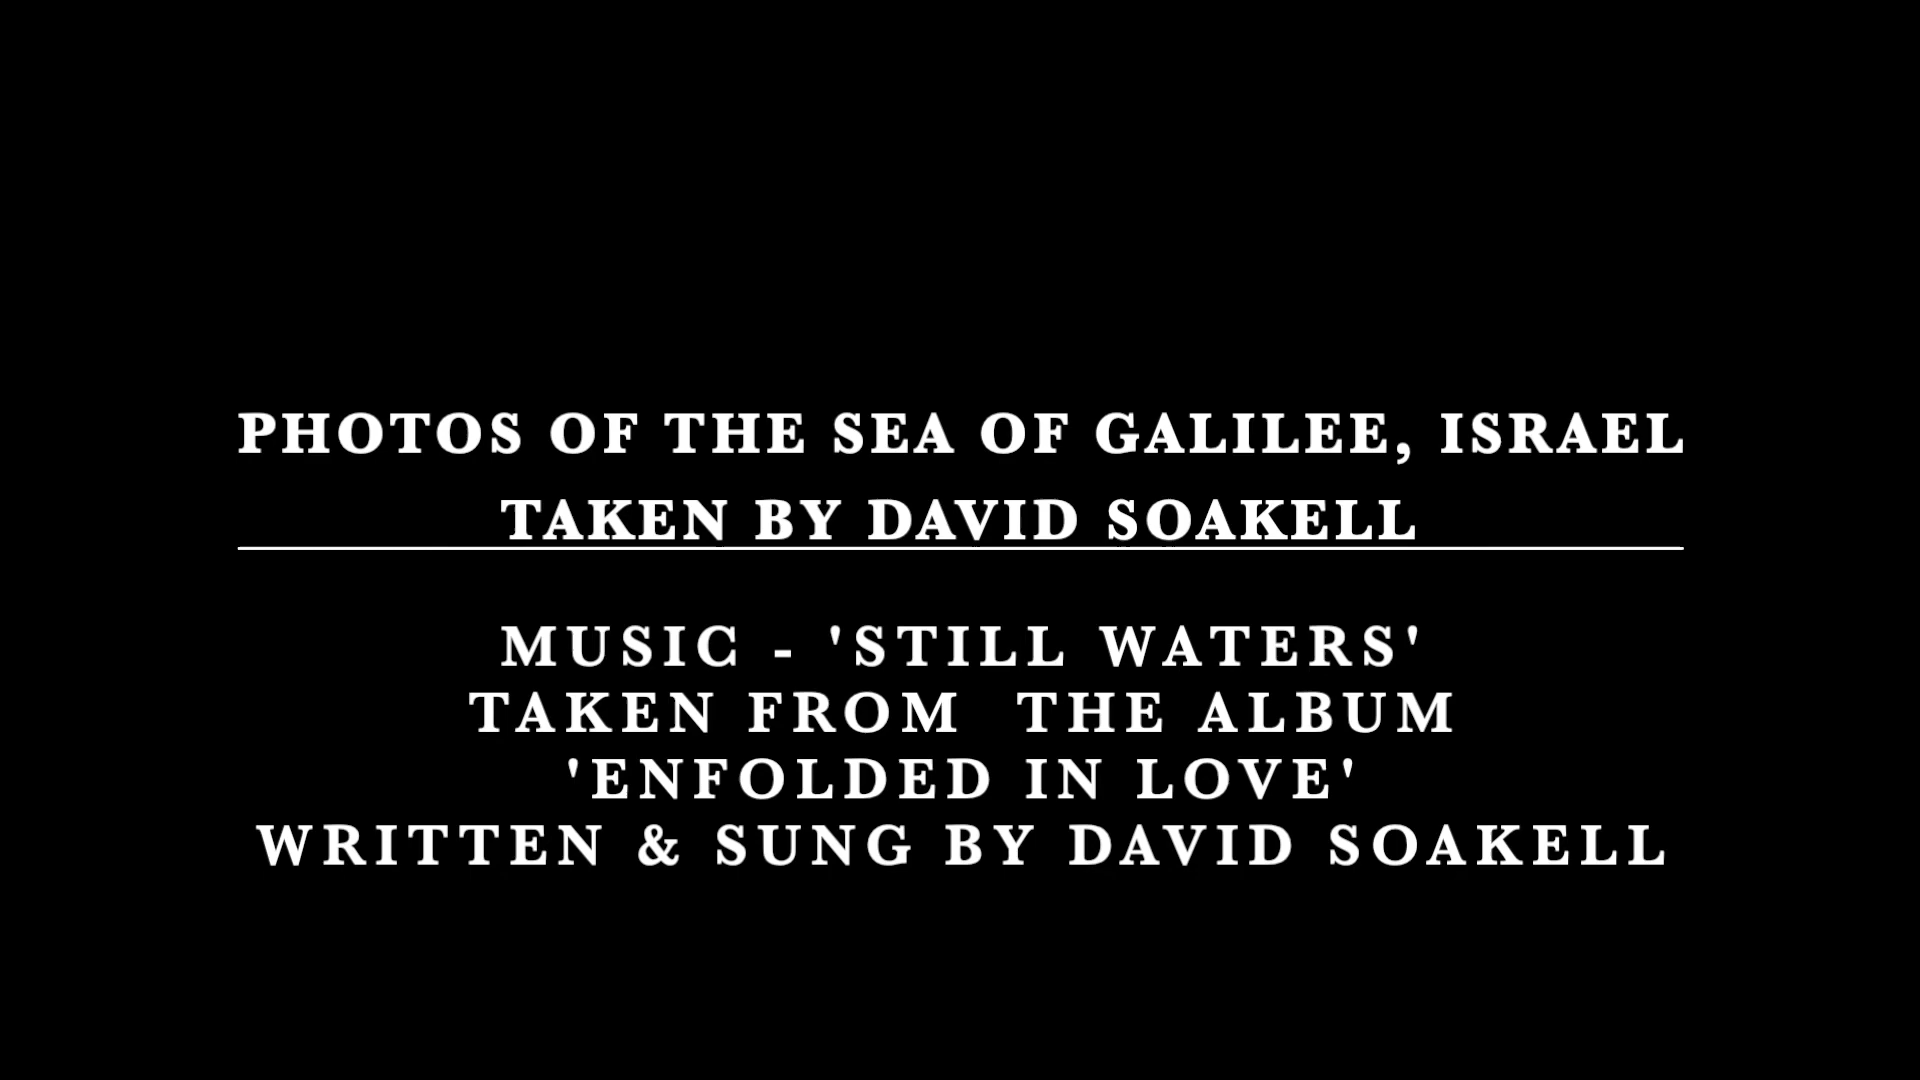 PHOTOS OF THE SEA OF GALILEE, ISRAEL
TAKEN BY DAVID SOAKELL
MUSIC - 'STILL WATERS'
TAKEN FROM  THE ALBUM
'ENFOLDED IN LOVE'
WRITTEN & SUNG BY DAVID SOAKELL